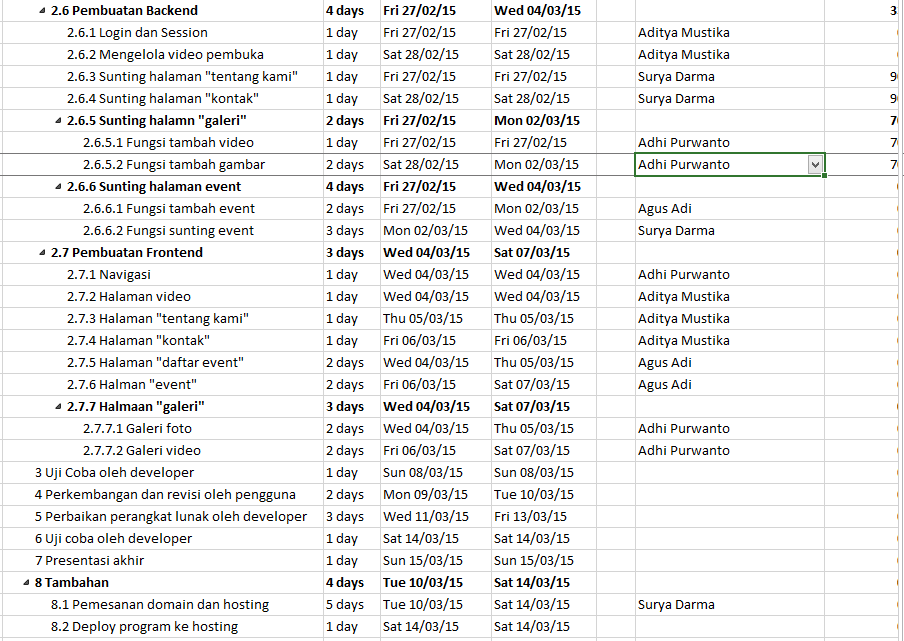 2.6 Pembuatan Backend 4 days Fri 27/02/15 Wed 04/03/15 3
2.6.1 Login dan Session 1 day Fri 27/02/15 Fri 27/02/15 Aditya Mustika
2.6.2 Mengelola video pembuka 1 day Sat 28/02/15 Sat 28/02/15 Aditya Mustika
2.6.3 Sunting halaman "tentang kami" 1 day Fri 27/02/15 Fri 27/02/15 Surya Darma 9
2.6.4 Sunting halaman "kontak" 1 day Sat 28/02/15 Sat 28/02/15 Surya Darma 9
2.6.5 Sunting halamn "galeri" 2 days Fri 27/02/15 Mon 02/03/15 7
2.6.5.1 Fungsi tambah video 1 day Fri 27/02/15 Fri 27/02/15 Adhi Purwanto 7
2.6.5.2 Fungsi tambah gambar 2 days Sat 28/02/15 Mon 02/03/15 Adhi Purwanto 7
2.6.6 Sunting halaman event 4 days Fri 27/02/15 Wed 04/03/15
2.6.6.1 Fungsi tambah event 2 days Fri 27/02/15 Mon 02/03/15 Agus Adi
2.6.6.2 Fungsi sunting event 3 days Mon 02/03/15 Wed 04/03/15 Surya Darma
2.7 Pembuatan Frontend 3 days Wed 04/03/15 Sat 07/03/15
2.7.1 Navigasi 1 day Wed 04/03/15 Wed 04/03/15 Adhi Purwanto
2.7.2 Halaman video 1 day Wed 04/03/15 Wed 04/03/15 Aditya Mustika
2.7.3 Halaman "tentang kami" 1 day Thu 05/03/15 Thu 05/03/15 Aditya Mustika
2.7.4 Halaman "kontak" 1 day Fri 06/03/15 Fri 06/03/15 Aditya Mustika
2.7.5 Halaman "daftar event" 2 days Wed 04/03/15 Thu 05/03/15 Agus Adi
2.7.6 Halman "event" 2 days Fri 06/03/15 Sat 07/03/15 Agus Adi
2.7.7 Halmaan "galeri" 3 days Wed 04/03/15 Sat 07/03/15
2.7.7.1 Galeri foto 2 days Wed 04/03/15 Thu 05/03/15 Adhi Purwanto
2.7.7.2 Galeri video 2 days Fri 06/03/15 Sat 07/03/15 Adhi Purwanto
3 Uji Coba oleh developer 1 day Sun 08/03/15 Sun 08/03/15
4 Perkembangan dan revisi oleh pengguna 2 days Mon 09/03/15 Tue 10/03/15
5 Perbaikan perangkat lunak oleh developer 3 days Wed 11/03/15 Fri 13/03/15
6 Uji coba oleh developer 1 day Sat 14/03/15 Sat 14/03/15
7 Presentasi akhir 1 day Sun 15/03/15 Sun 15/03/15
8 Tambahan 4 days Tue 10/03/15 Sat 14/03/15
8.1 Pemesanan domain dan hosting 5 days Tue 10/03/15 Sat 14/03/15 Surya Darma
8.2 Deploy program ke hosting 1 day Sat 14/03/15 Sat 14/03/15